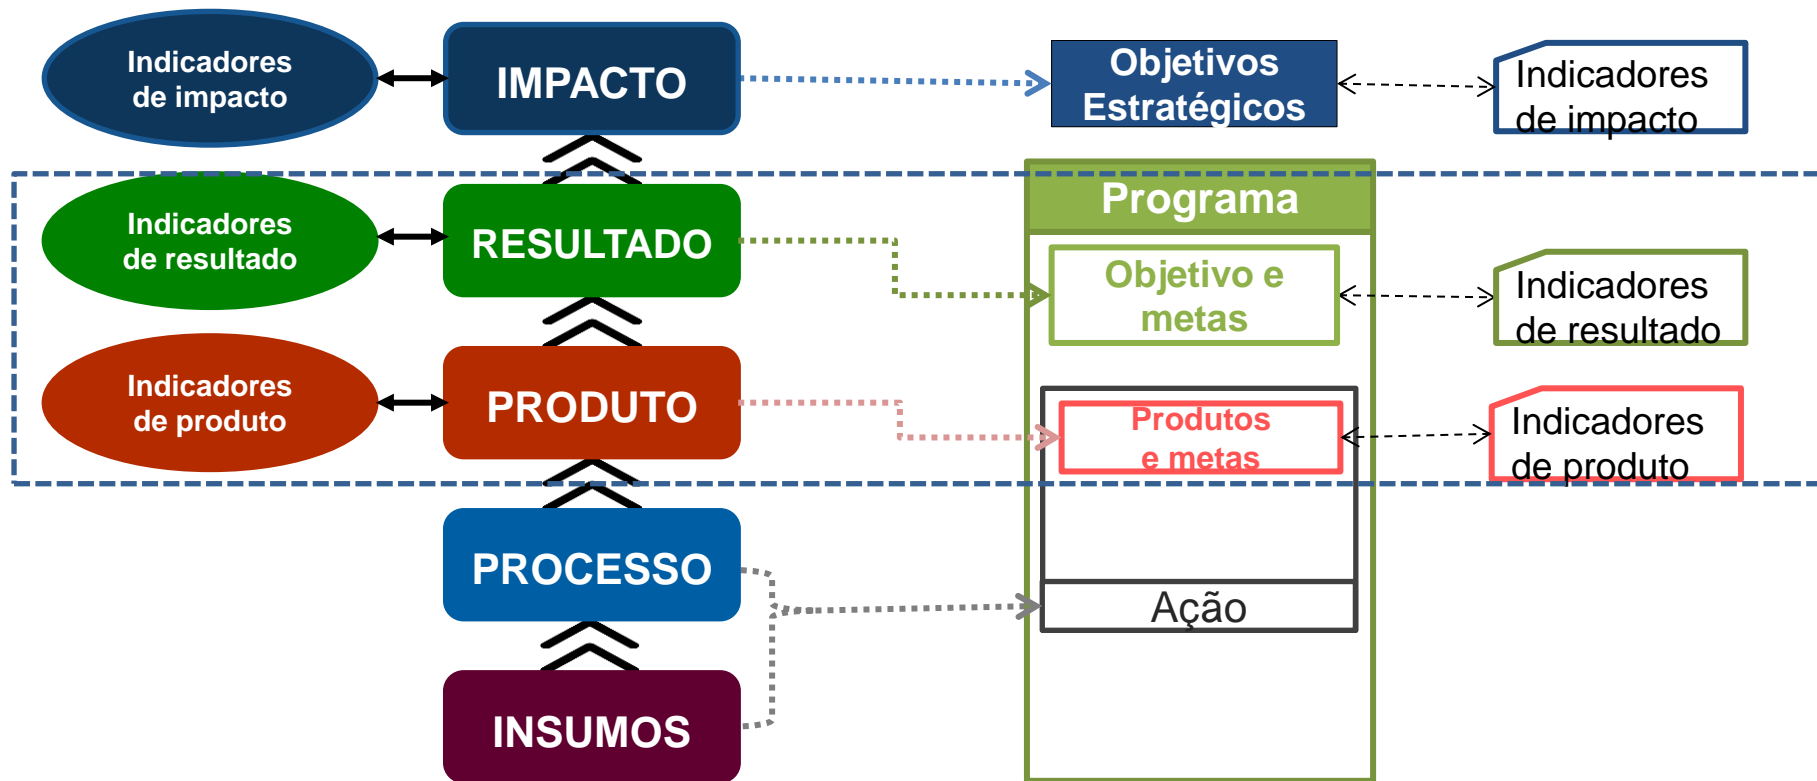 Indicadores
de impacto
IMPACTO
Objetivos
Estratégicos
Indicadores
de impacto
Programa
Indicadores
de resultado
RESULTADO
Objetivo e
metas
Indicadores
de resultado
Indicadores
de produto
PRODUTO
Produtos
e metas
Indicadores
de produto
PROCESSO
Ação
INSUMOS